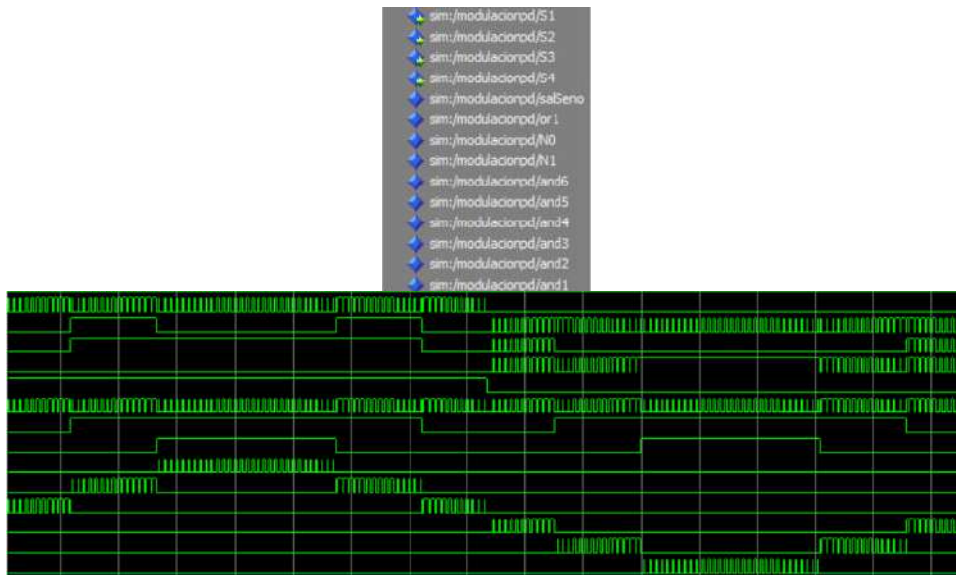 sim:/modulacionpd/S1
sim:/modulacionpd/S2
sim:/modulacionpd/S3
sim:/modulacionpd/S4
sim:/modulacionpd/salSeno
sim:/modulacionpd/or1
sim:/modulacionpd/N0
sim:/modulacionpd/N1
sim:/modulacionpd/and6
sim:/modulacionpd/and5
sim:/modulacionpd/and4
sim:/modulacionpd/and3
sim:/modulacionpd/and2
sim:/modulacionpd/and1